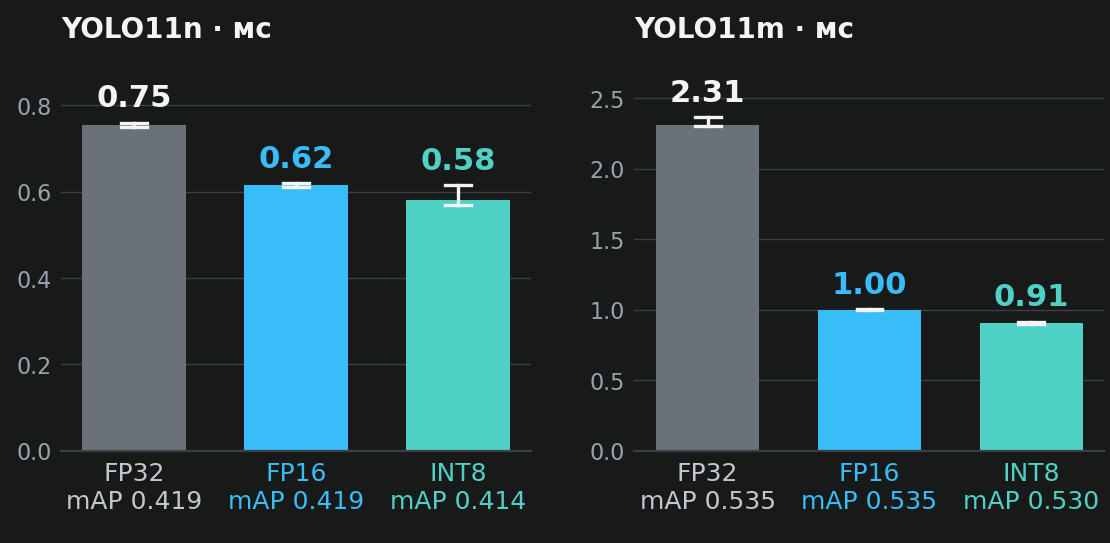 YOLO11n · мс
0.75
0.62
0.58
0.8
0.6
0.4
0.2
0.0
FP32
mAP 0.419
FP16
mAP 0.419
INT8
mAP 0.414
YOLO11m · мс
2.31
1.00
0.91
2.5
2.0
1.5
1.0
0.5
0.0
FP32
mAP 0.535
FP16
mAP 0.535
INT8
mAP 0.530